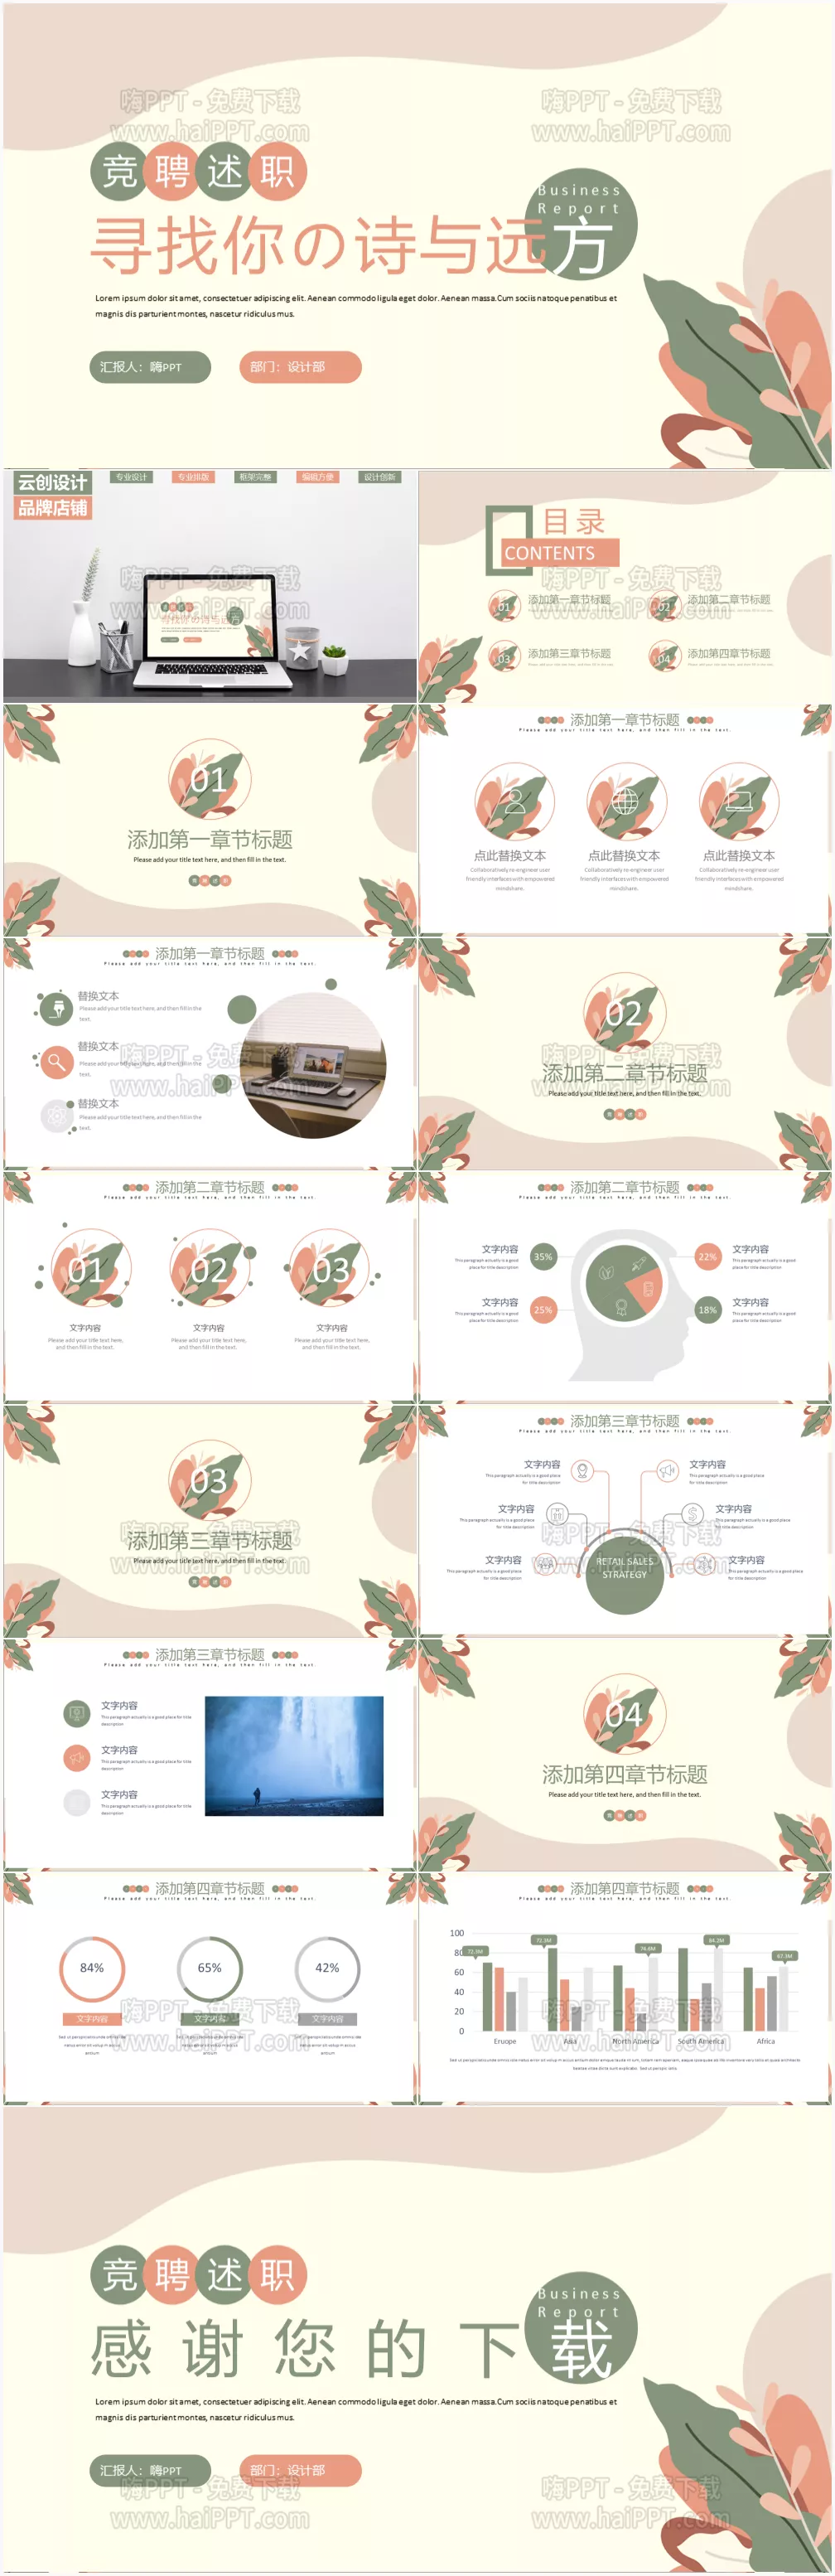 嗨PPT - 免费下载
www.haiPPT.com
嗨PPT - 免费下载
www.haiPPT.com
竞聘述职
Business
Report
寻找你の诗与远方
Lorem ipsum dolor sit amet, consectetuer adipiscing elit. Aenean commodo ligula eget dolor. Aenean massa.Cum sociis natoque penatibus et
magnis dis parturient montes, nascetur ridiculus mus.
汇报人：嗨PPT
部门：设计部
云创设计
品牌店铺
专业设计
专业排版
框架完整
编辑方便
设计创新
嗨PPT - 免费下载
寻找你の诗与远方
目录
CONTENTS
嗨PPT - 免费下载
www.haiPPT.com
01
添加第一章节标题
02
添加第二章节标题
03
添加第三章节标题
04
添加第四章节标题
01
添加第一章节标题
Please add your title text here, and then fill in the text.
竞聘述职
添加第一章节标题
Please add your title text here, and then fill in the text.
点此替换文本
Collaboratively re-engineer user
friendly interfaces with empowered
mindshare.
点此替换文本
Collaboratively re-engineer user
friendly interfaces with empowered
mindshare.
点此替换文本
Collaboratively re-engineer user
friendly interfaces with empowered
mindshare.
添加第一章节标题
Please add your title text here, and then fill in the text.
替换文本
Please add your title text here, and then fill in the
text.
替换文本
Please add your title text here, and then fill in the
text.
替换文本
Please add your title text here, and then fill in the
text.
嗨PPT - 免费下载
www.haiPPT.com
02
嗨PPT - 免费下载
www.haiPPT.com
添加第二章节标题
Please add your title text here, and then fill in the text.
竞聘述职
添加第二章节标题
Please add your title text here, and then fill in the text.
01
02
03
文字内容
Please add your title text here,
and then fill in the text.
文字内容
Please add your title text here,
and then fill in the text.
文字内容
Please add your title text here,
and then fill in the text.
添加第二章节标题
Please add your title text here, and then fill in the text.
文字内容
This paragraph actually is a good
place for title description
35%
22%
文字内容
This paragraph actually is a good
place for title description
文字内容
This paragraph actually is a good
place for title description
25%
18%
文字内容
This paragraph actually is a good
place for title description
03
嗨PPT - 免费下载
www.haiPPT.com
添加第三章节标题
Please add your title text here, and then fill in the text.
竞聘述职
添加第三章节标题
Please add your title text here, and then fill in the text.
文字内容
This paragraph actually is a good place
for title description
文字内容
This paragraph actually is a good place
for title description
文字内容
This paragraph actually is a good place
for title description
文字内容
This paragraph actually is a good place
for title description
文字内容
This paragraph actually is a good place
for title description
文字内容
This paragraph actually is a good place
for title description
RETAIL SALES
STRATEGY
嗨PPT - 免费下载
www.haiPPT.com
添加第三章节标题
Please add your title text here, and then fill in the text.
文字内容
This paragraph actually is a good place for title
description
文字内容
This paragraph actually is a good place for title
description
文字内容
This paragraph actually is a good place for title
description
04
添加第四章节标题
Please add your title text here, and then fill in the text.
竞聘述职
添加第四章节标题
Please add your title text here, and then fill in the text.
84%
65%
42%
文字内容
文字内容
文字内容
嗨PPT - 免费下载
www.haiPPT.com
添加第四章节标题
Please add your title text here, and then fill in the text.
100
80
60
40
20
0
72.3M
72.3M
74.8M
84.2M
67.3M
Eruope
Asia
North America
South America
Africa
嗨PPT - 免费下载
www.haiPPT.com
竞聘述职
Business
Report
感谢您的下载
Lorem ipsum dolor sit amet, consectetuer adipiscing elit. Aenean commodo ligula eget dolor. Aenean massa.Cum sociis natoque penatibus et
magnis dis parturient montes, nascetur ridiculus mus.
汇报人：嗨PPT
部门：设计部
嗨PPT - 免费下载
www.haiPPT.com
嗨PPT - 免费下载
www.haiPPT.com